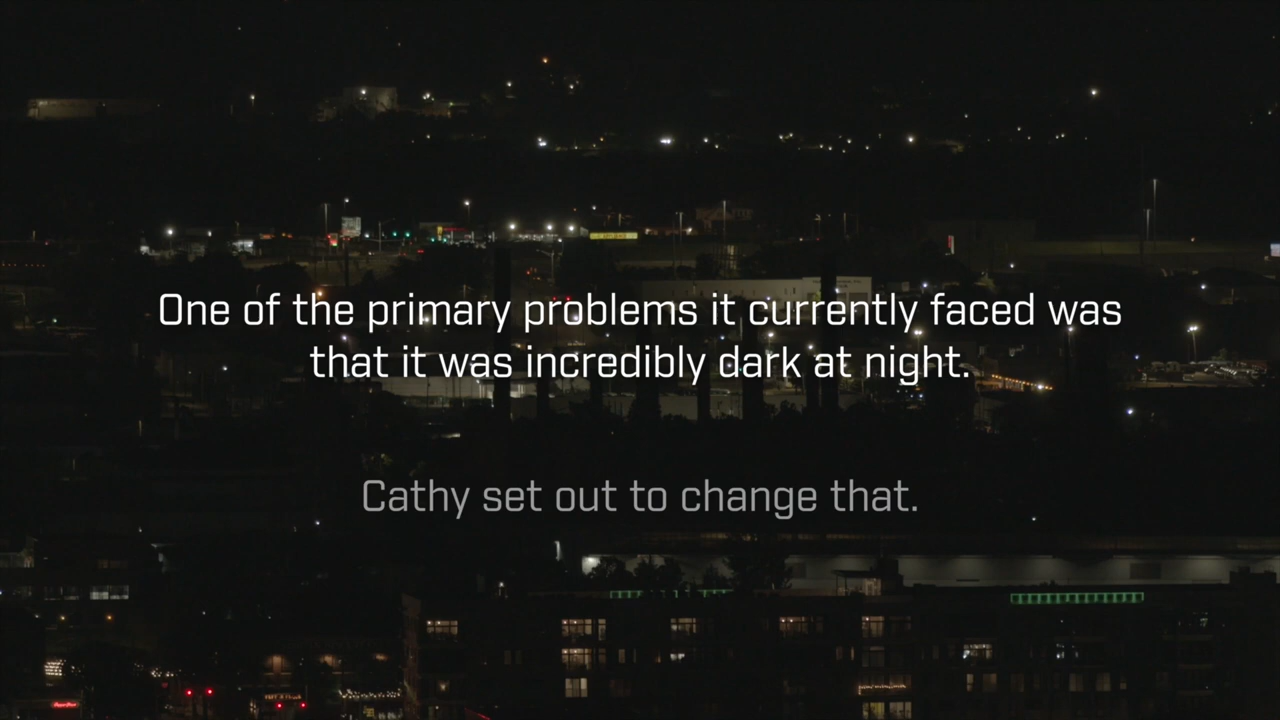 One of the primary problems it currently faced was
that it was incredibly dark at night.
Cathy set out to change that.